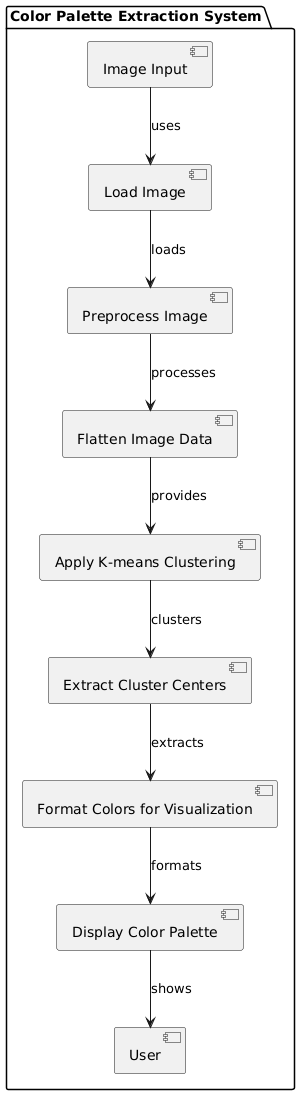 Color Palette Extraction System
Image Input
uses
Load Image
loads
Preprocess Image
processes
Flatten Image Data
provides
Apply K-means Clustering
clusters
Extract Cluster Centers
extracts
Format Colors for Visualization
formats
Display Color Palette
shows
User